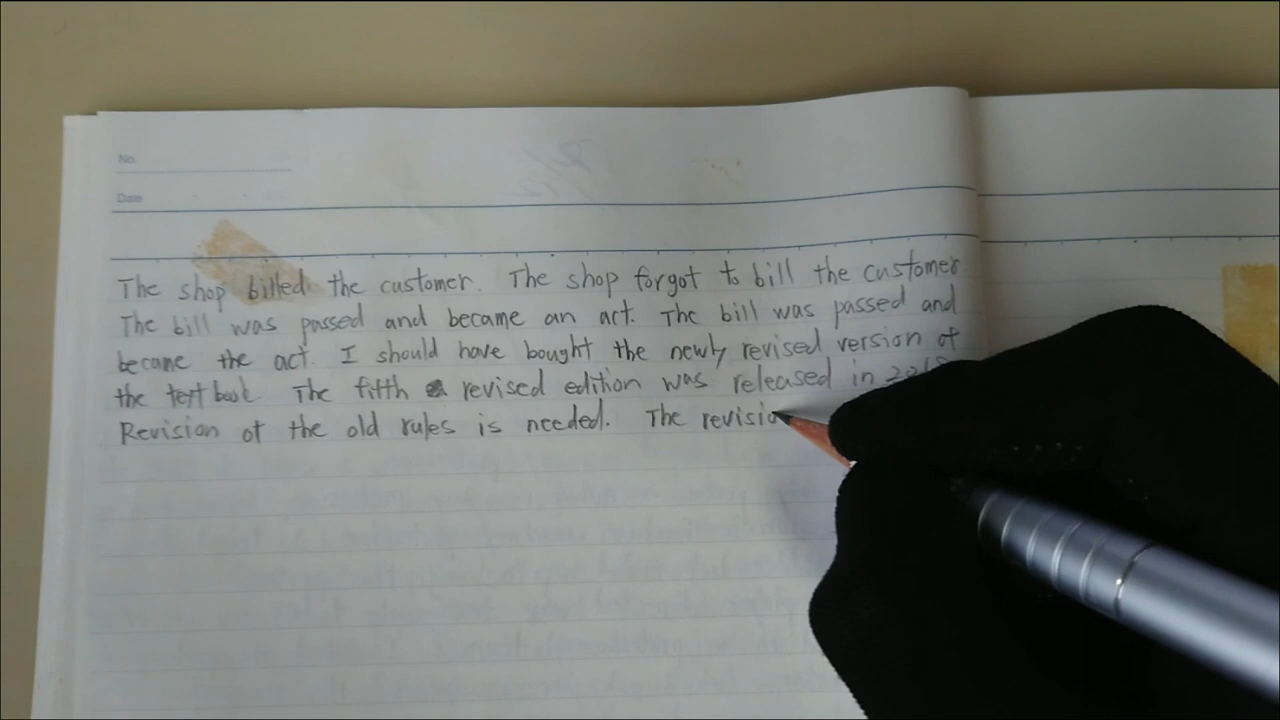 No.
Date
The shop billed the customer. The shop forgot to bill the customer
The bill was passed and became an act. The bill was passed and
became the act. I should have bought the newly revised version of
the text book. The fifth revised edition was released in
Revision of the old rules is needed. The revisio